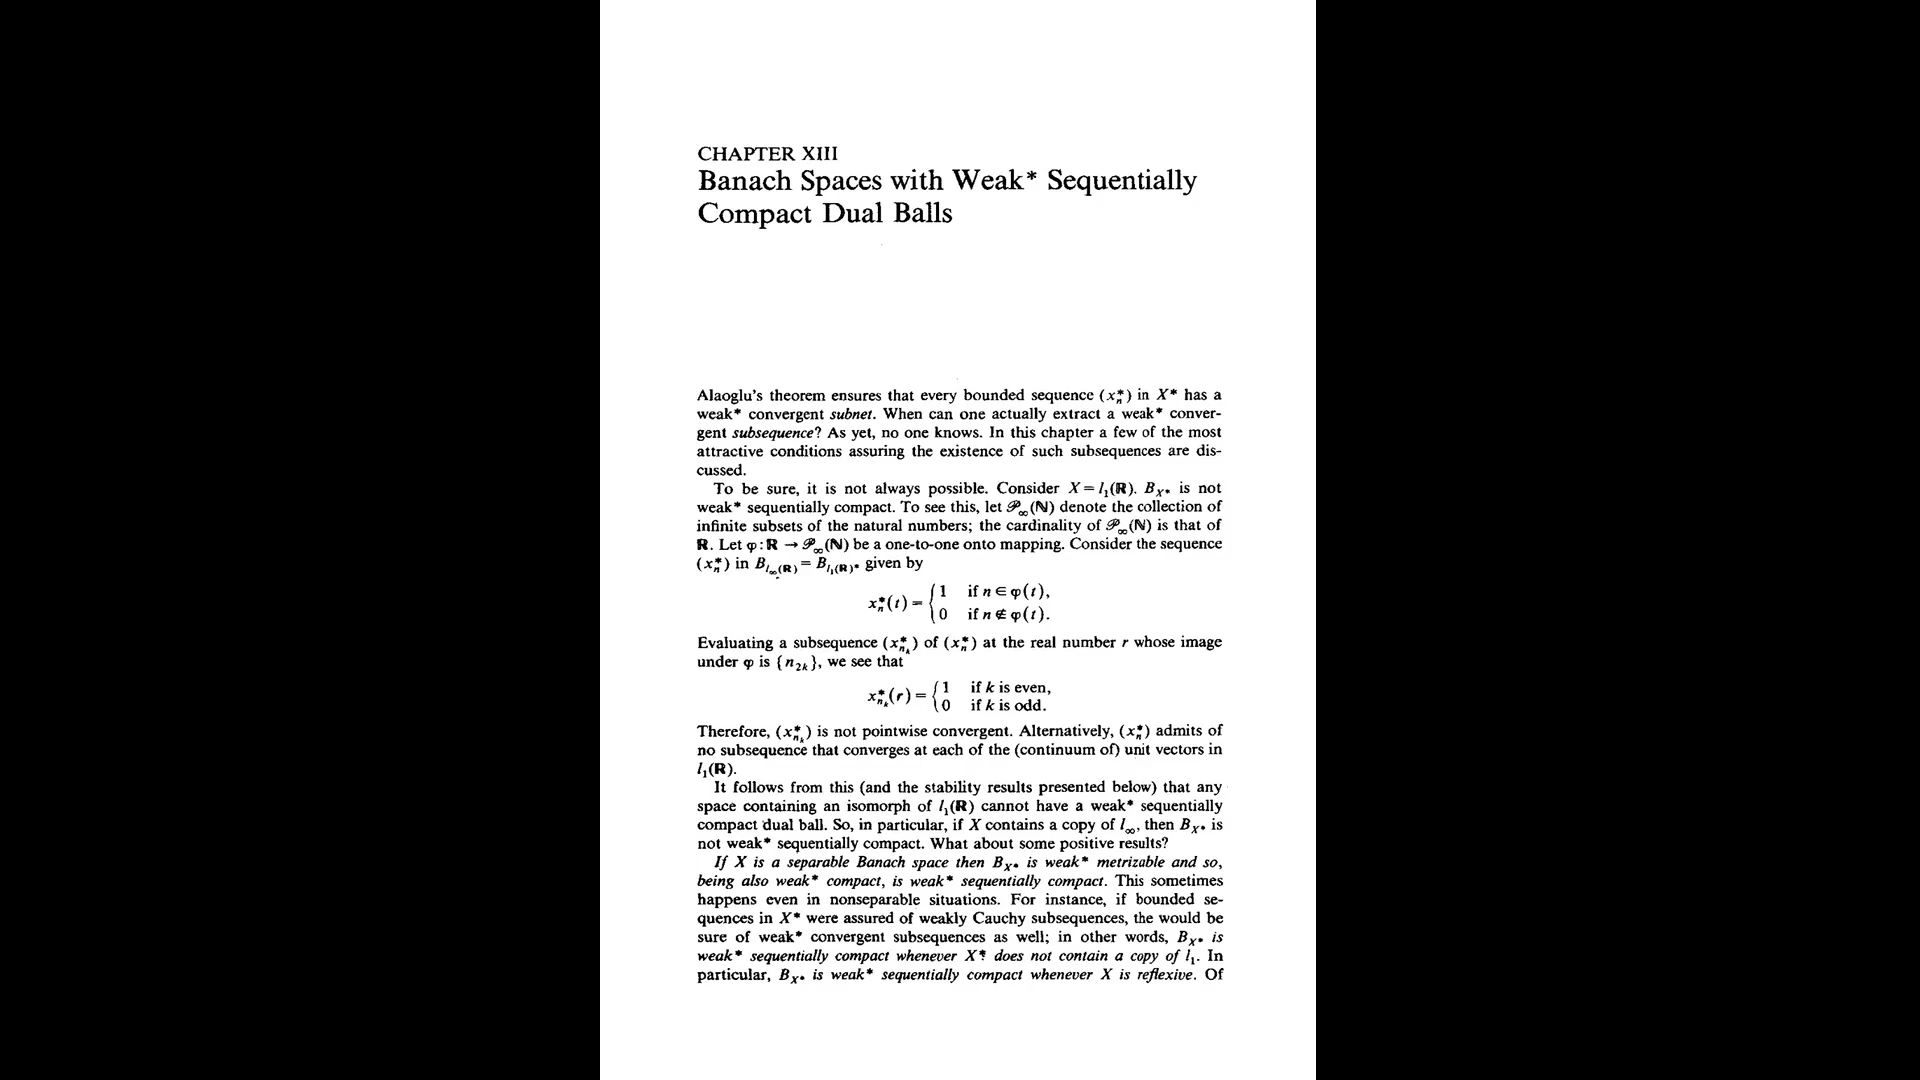 CHAPTER XIII
Banach Spaces with Weak* Sequentially
Compact Dual Balls
Alaoglu's theorem ensures that every bounded sequence (xₙ*) in X* has a
weak* convergent subnet. When can one actually extract a weak* conver-
gent subsequence? As yet, no one knows. In this chapter a few of the most
attractive conditions assuring the existence of such subsequences are dis-
cussed.
To be sure, it is not always possible. Consider X = l₁(R). B_X* is not
weak* sequentially compact. To see this, let 𝒫_∞(N) denote the collection of
infinite subsets of the natural numbers; the cardinality of 𝒫_∞(N) is that of
R. Let φ : R → 𝒫_∞(N) be a one-to-one onto mapping. Consider the sequence
(xₙ*) in B_{l_∞(R)} = B_{l₁(R)*} given by
xₙ*(t) = { 1 if n ∈ φ(t),
0 if n ∉ φ(t).
Evaluating a subsequence (x*_{n_k}) of (xₙ*) at the real number r whose image
under φ is {n_{2k}}, we see that
x*_{n_k}(r) = { 1 if k is even,
0 if k is odd.
Therefore, (x*_{n_k}) is not pointwise convergent. Alternatively, (xₙ*) admits of
no subsequence that converges at each of the (continuum of) unit vectors in
l₁(R).
It follows from this (and the stability results presented below) that any
space containing an isomorph of l₁(R) cannot have a weak* sequentially
compact dual ball. So, in particular, if X contains a copy of l_∞, then B_X* is
not weak* sequentially compact. What about some positive results?
If X is a separable Banach space then B_X* is weak* metrizable and so,
being also weak* compact, is weak* sequentially compact. This sometimes
happens even in nonseparable situations. For instance, if bounded se-
quences in X* were assured of weakly Cauchy subsequences, the would be
sure of weak* convergent subsequences as well; in other words, B_X* is
weak* sequentially compact whenever X* does not contain a copy of l₁. In
particular, B_X* is weak* sequentially compact whenever X is reflexive. Of